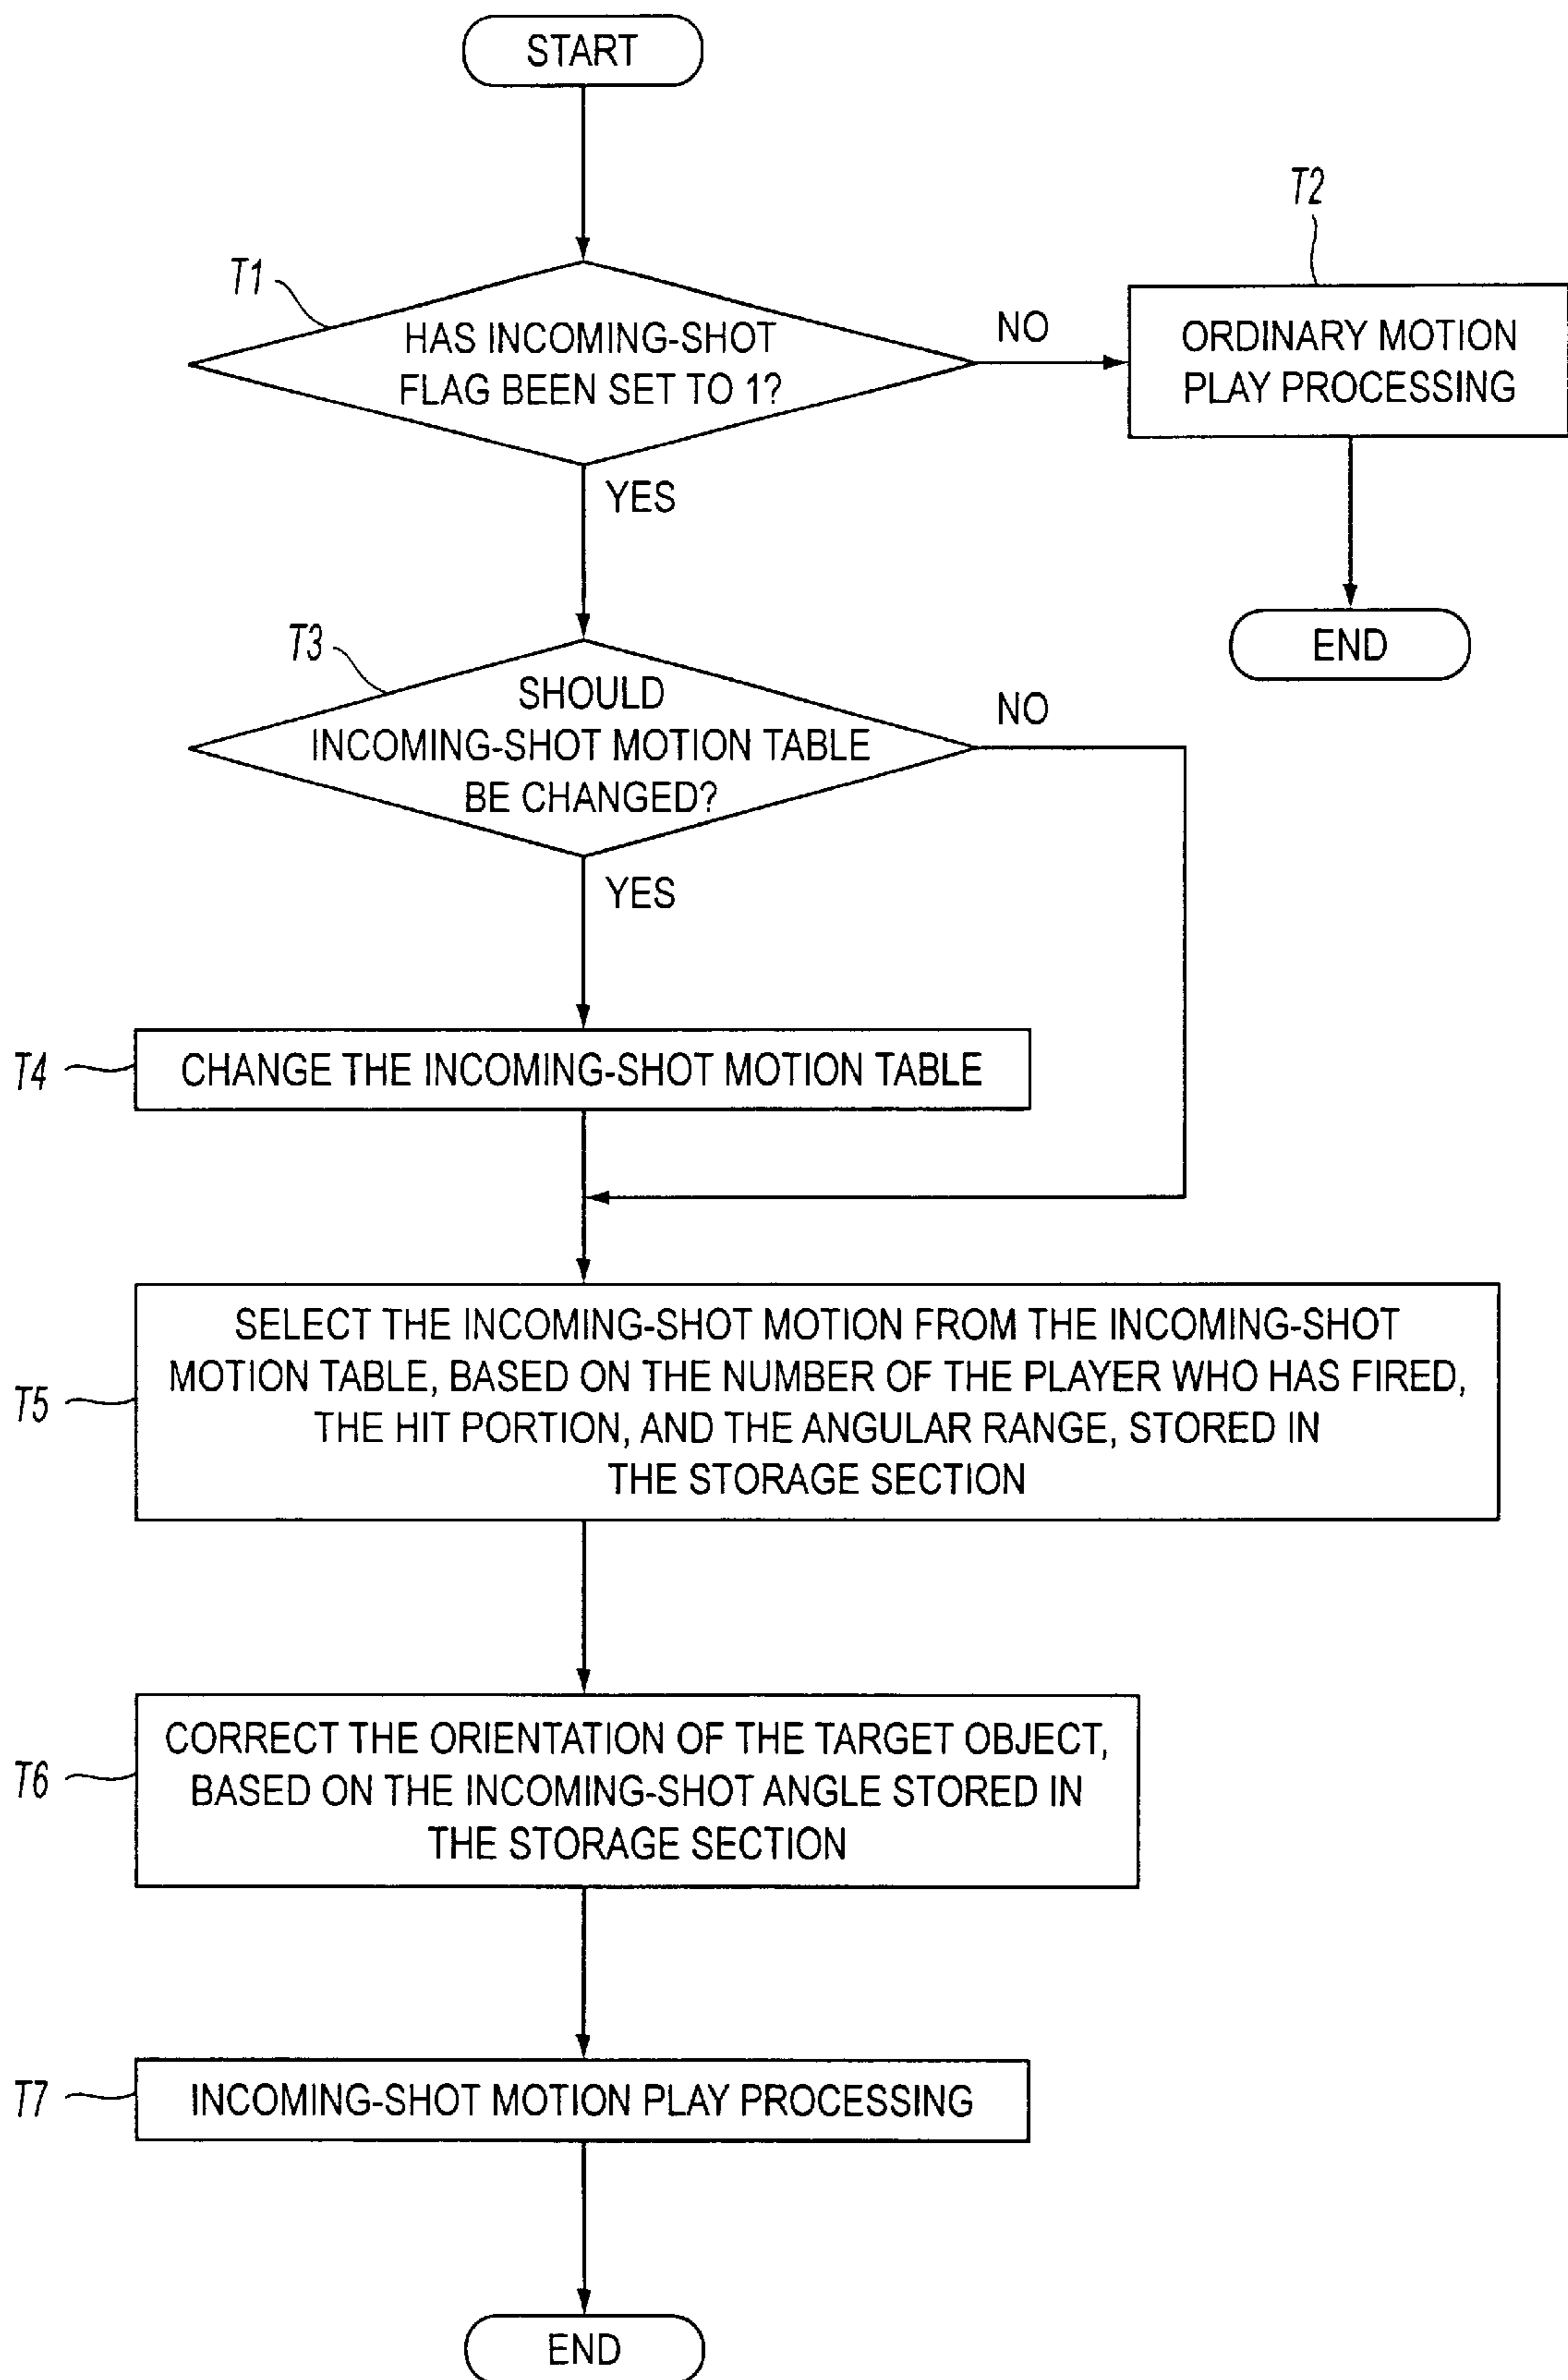 START
T1
HAS INCOMING-SHOT
FLAG BEEN SET TO 1?
NO
T2
ORDINARY MOTION
PLAY PROCESSING
END
YES
T3
SHOULD
INCOMING-SHOT MOTION TABLE
BE CHANGED?
NO
YES
T4
CHANGE THE INCOMING-SHOT MOTION TABLE
T5
SELECT THE INCOMING-SHOT MOTION FROM THE INCOMING-SHOT
MOTION TABLE, BASED ON THE NUMBER OF THE PLAYER WHO HAS FIRED,
THE HIT PORTION, AND THE ANGULAR RANGE, STORED IN
THE STORAGE SECTION
T6
CORRECT THE ORIENTATION OF THE TARGET OBJECT,
BASED ON THE INCOMING-SHOT ANGLE STORED IN
THE STORAGE SECTION
T7
INCOMING-SHOT MOTION PLAY PROCESSING
END